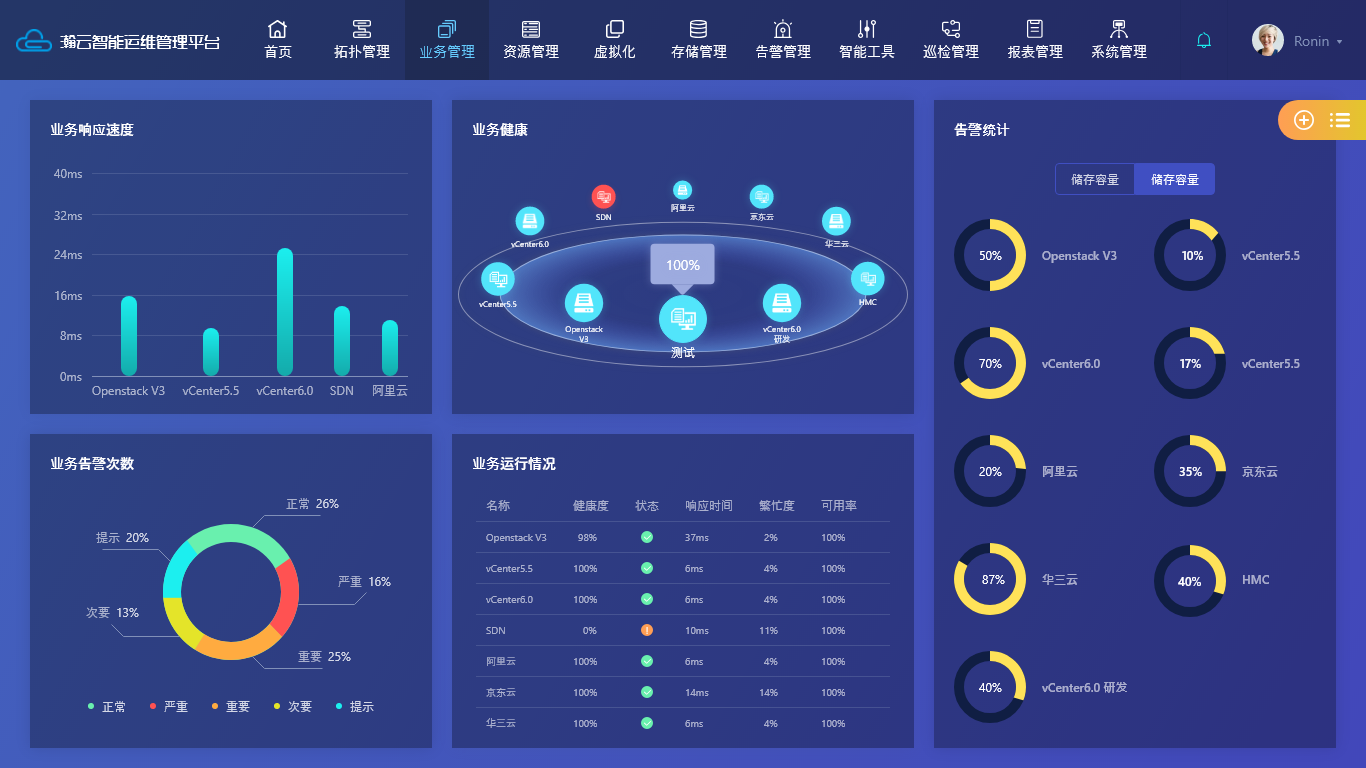 瀚云智能运维管理平台
首页
拓扑管理
业务管理
资源管理
虚拟化
存储管理
告警管理
智能工具
巡检管理
报表管理
系统管理
Ronin
业务响应速度
40ms
32ms
24ms
16ms
8ms
0ms
Openstack V3
vCenter5.5
vCenter6.0
SDN
阿里云
业务健康
SDN
阿里云
京东云
vCenter6.0
华三云
100%
vCenter5.5
HMC
Openstack
V3
vCenter6.0
研发
测试
告警统计
储存容量 储存容量
50% Openstack V3
10% vCenter5.5
70% vCenter6.0
17% vCenter5.5
20% 阿里云
35% 京东云
87% 华三云
40% HMC
40% vCenter6.0 研发
业务告警次数
正常 26%
提示 20%
严重 16%
次要 13%
重要 25%
正常 严重 重要 次要 提示
业务运行情况
名称 健康度 状态 响应时间 繁忙度 可用率
Openstack V3 98% 37ms 2% 100%
vCenter5.5 100% 6ms 4% 100%
vCenter6.0 100% 6ms 4% 100%
SDN 0% 10ms 11% 100%
阿里云 100% 6ms 4% 100%
京东云 100% 14ms 14% 100%
华三云 100% 6ms 4% 100%